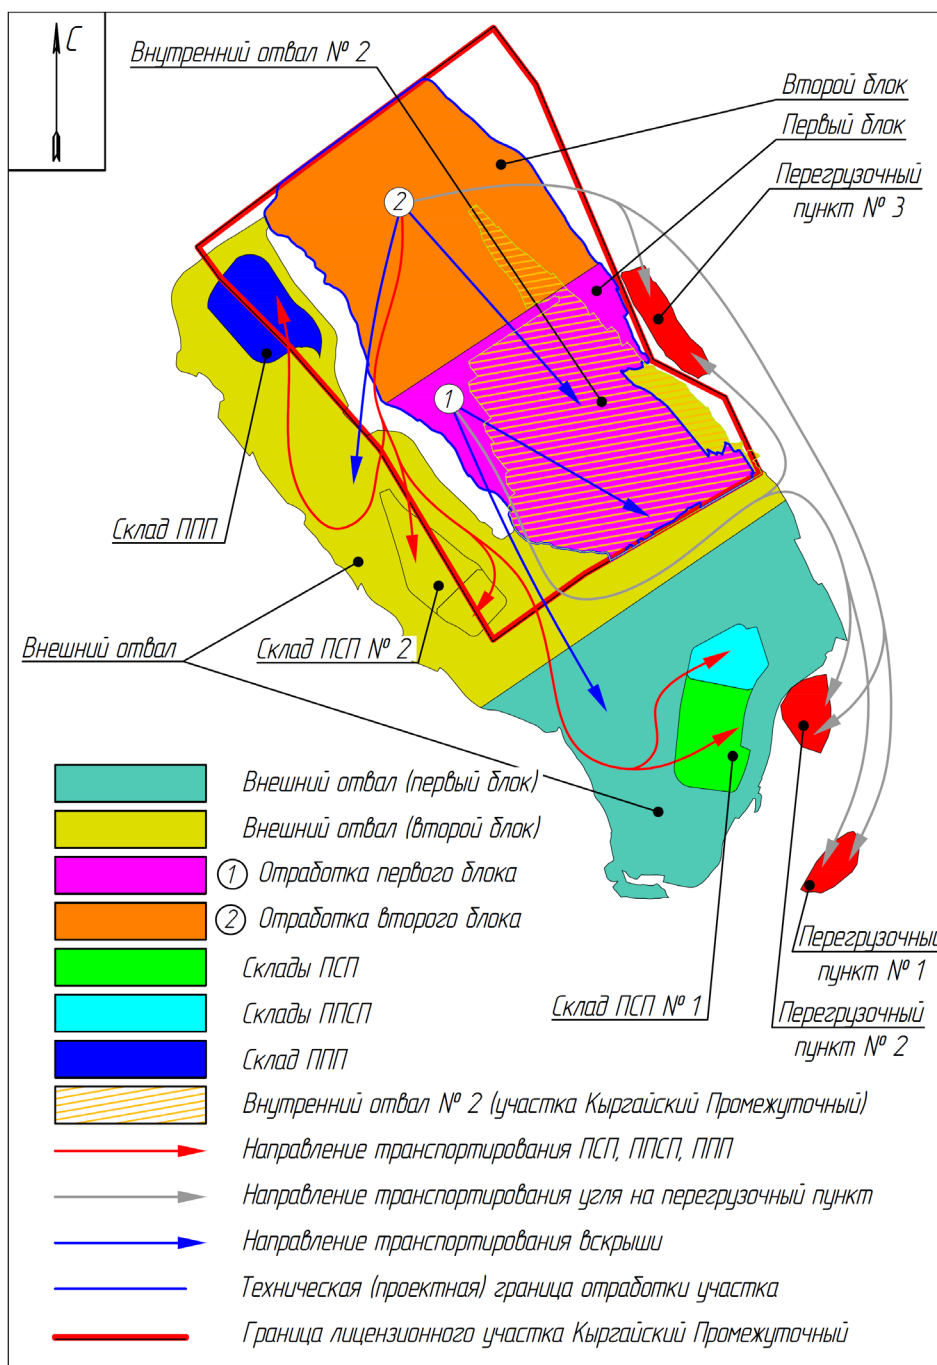 С
Внутренний отвал № 2
Второй блок
Первый блок
Перегрузочный
пункт № 3
2
1
Склад ППП
Внешний отвал
Склад ПСП № 2
Внешний отвал (первый блок)
Внешний отвал (второй блок)
1 Отработка первого блока
2 Отработка второго блока
Склады ПСП
Склады ППСП
Склад ППП
Перегрузочный
пункт № 1
Склад ПСП № 1
Перегрузочный
пункт № 2
Внутренний отвал № 2 (участка Кыргайский Промежуточный)
Направление транспортирования ПСП, ППСП, ППП
Направление транспортирования угля на перегрузочный пункт
Направление транспортирования вскрыши
Техническая (проектная) граница отработки участка
Граница лицензионного участка Кыргайский Промежуточный